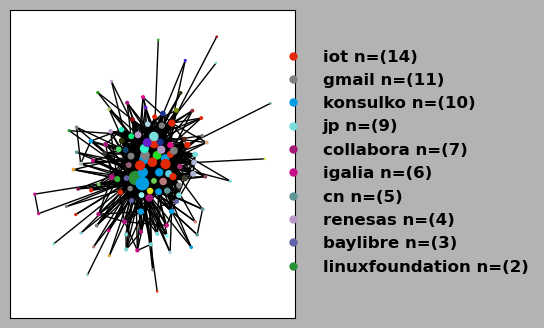 iot n=(14)
gmail n=(11)
konsulko n=(10)
jp n=(9)
collabora n=(7)
igalia n=(6)
cn n=(5)
renesas n=(4)
baylibre n=(3)
linuxfoundation n=(2)